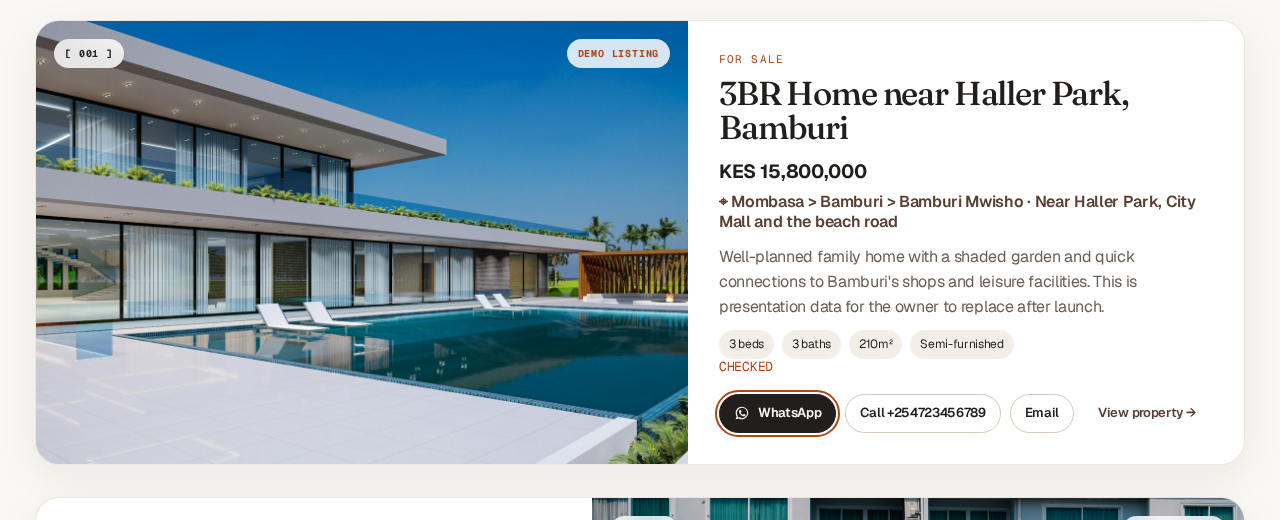 [ 001 ]
DEMO LISTING
FOR SALE
3BR Home near Haller Park,
Bamburi
KES 15,800,000
⌖ Mombasa > Bamburi > Bamburi Mwisho · Near Haller Park, City
Mall and the beach road
Well-planned family home with a shaded garden and quick
connections to Bamburi's shops and leisure facilities. This is
presentation data for the owner to replace after launch.
3 beds
3 baths
210m²
Semi-furnished
CHECKED
WhatsApp
Call +254723456789
Email
View property →